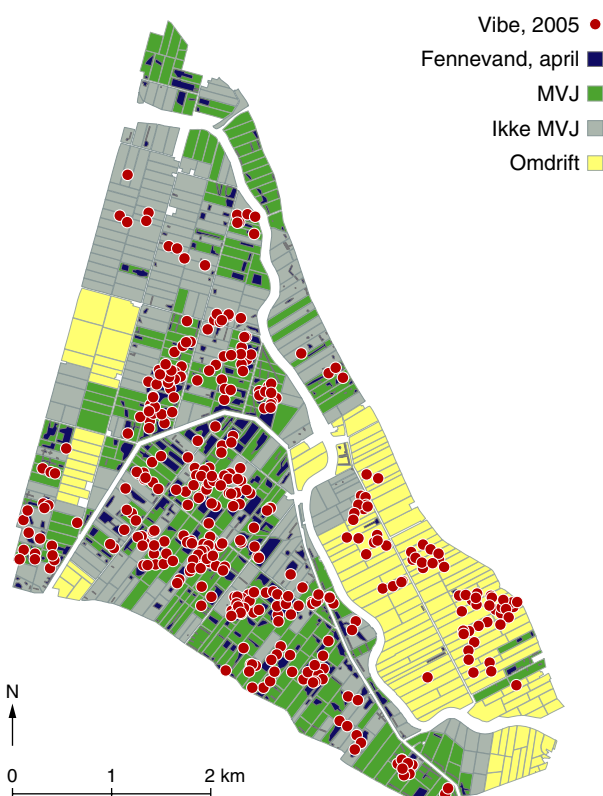 Vibe, 2005
Fennevand, april
MVJ
Ikke MVJ
Omdrift
N
0 1 2 km